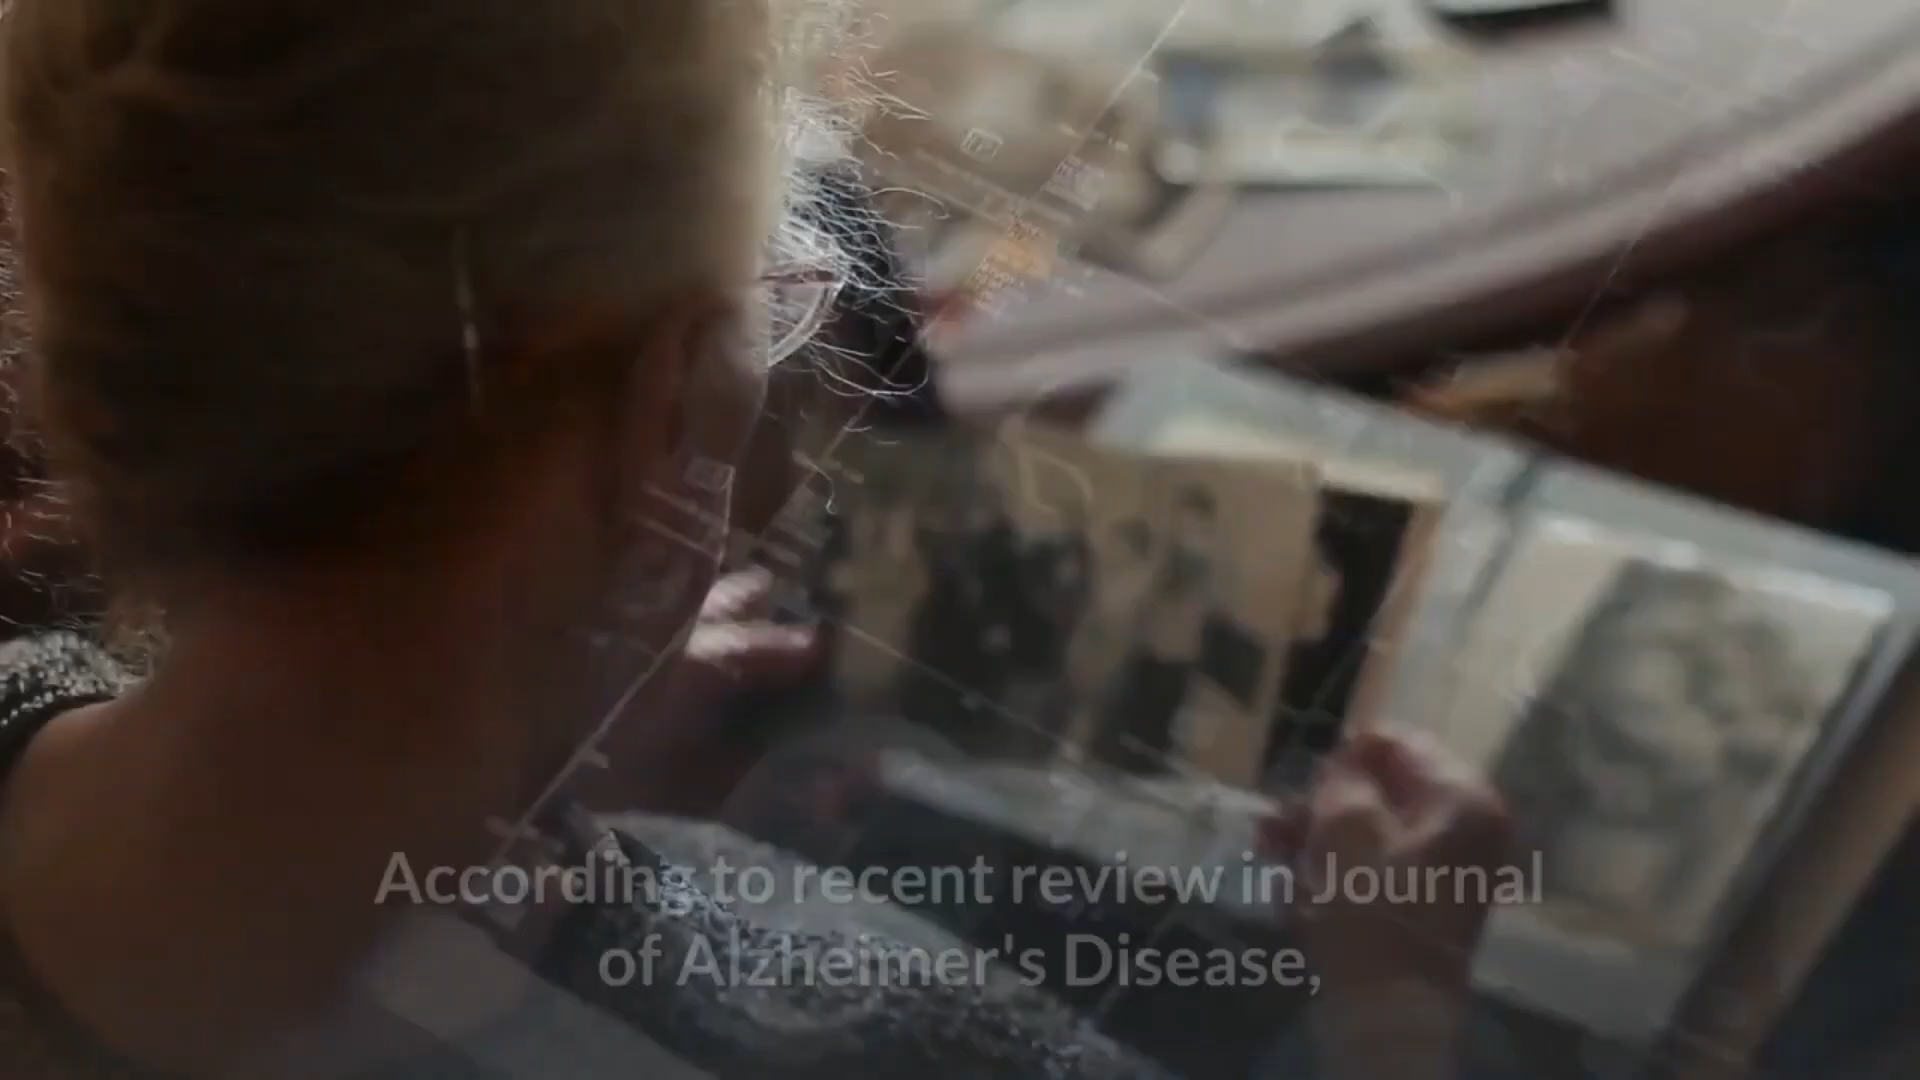 According to recent review in Journal
of Alzheimer's Disease,